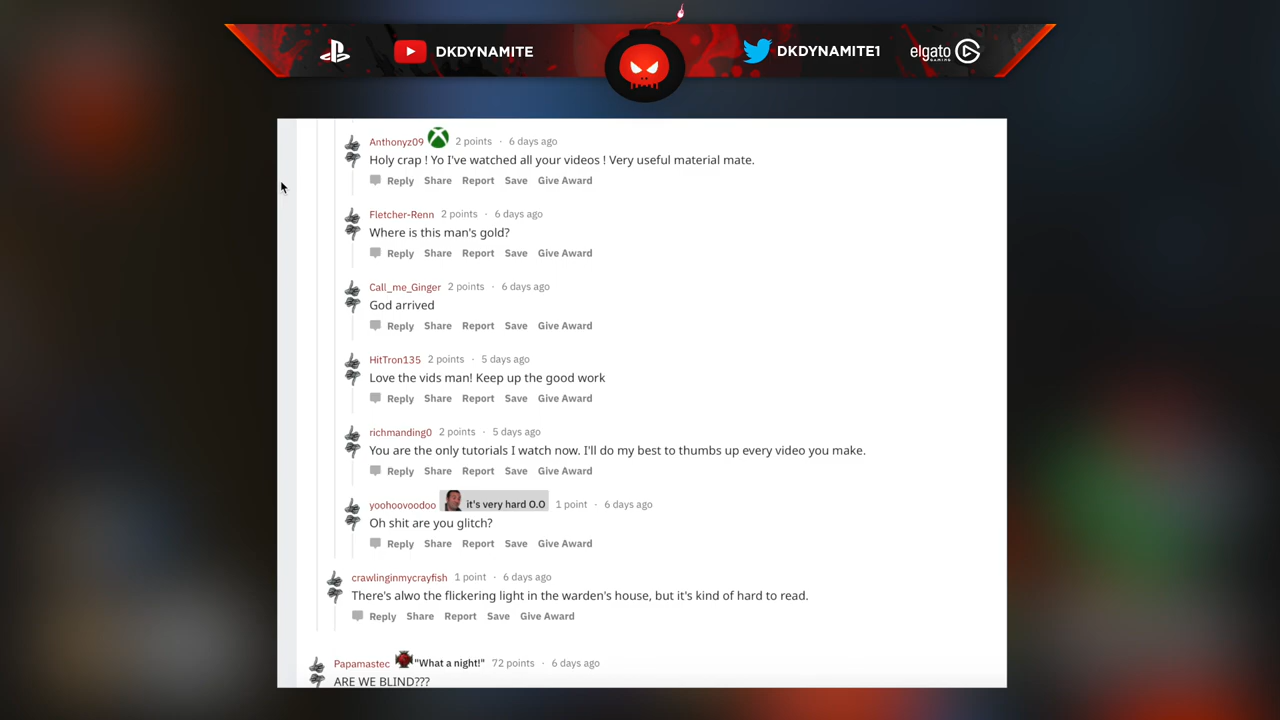 DKDYNAMITE
DKDYNAMITE1
elgato
GAMING
Anthonyz09 2 points · 6 days ago
Holy crap ! Yo I've watched all your videos ! Very useful material mate.
Reply Share Report Save Give Award
Fletcher-Renn 2 points · 6 days ago
Where is this man's gold?
Reply Share Report Save Give Award
Call_me_Ginger 2 points · 6 days ago
God arrived
Reply Share Report Save Give Award
HitTron135 2 points · 5 days ago
Love the vids man! Keep up the good work
Reply Share Report Save Give Award
richmanding0 2 points · 5 days ago
You are the only tutorials I watch now. I'll do my best to thumbs up every video you make.
Reply Share Report Save Give Award
yoohoovoodoo it's very hard 0.0 1 point · 6 days ago
Oh shit are you glitch?
Reply Share Report Save Give Award
crawlinginmycrayfish 1 point · 6 days ago
There's alwo the flickering light in the warden's house, but it's kind of hard to read.
Reply Share Report Save Give Award
Papamastec "What a night!" 72 points · 6 days ago
ARE WE BLIND???